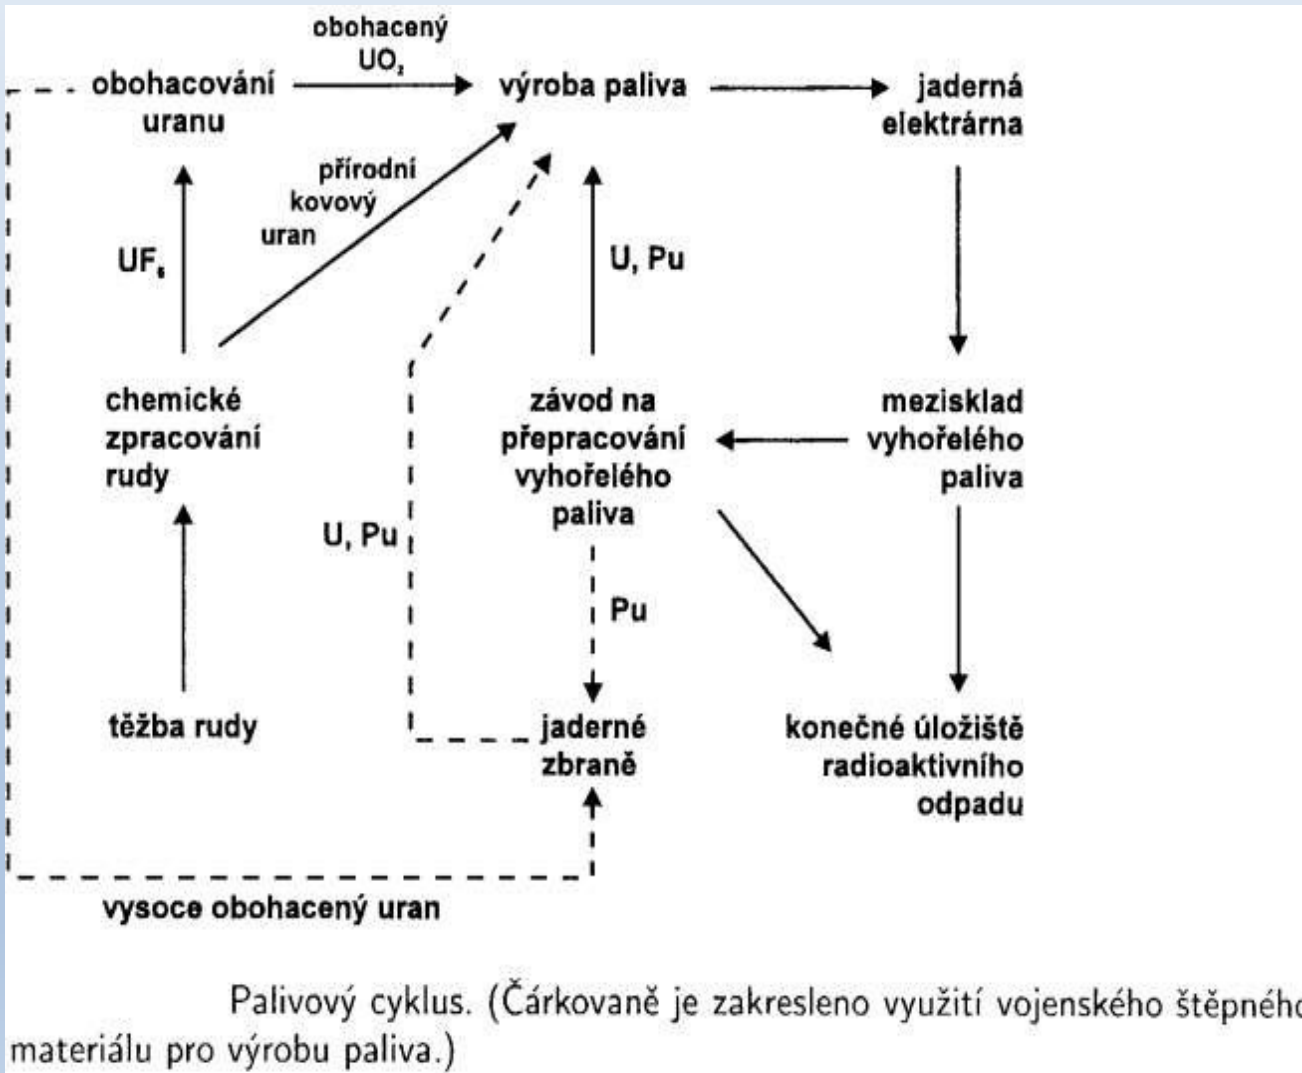 obohacený
UO₂
obohacování
uranu
výroba paliva
jaderná
elektrárna
přírodní
kovový
uran
UF₆
U, Pu
chemické
zpracování
rudy
závod na
přepracování
vyhořelého
paliva
mezisklad
vyhořelého
paliva
U, Pu
Pu
těžba rudy
jaderné
zbraně
konečné úložiště
radioaktivního
odpadu
vysoce obohacený uran
Palivový cyklus. (Čárkovaně je zakresleno využití vojenského štěpného
materiálu pro výrobu paliva.)